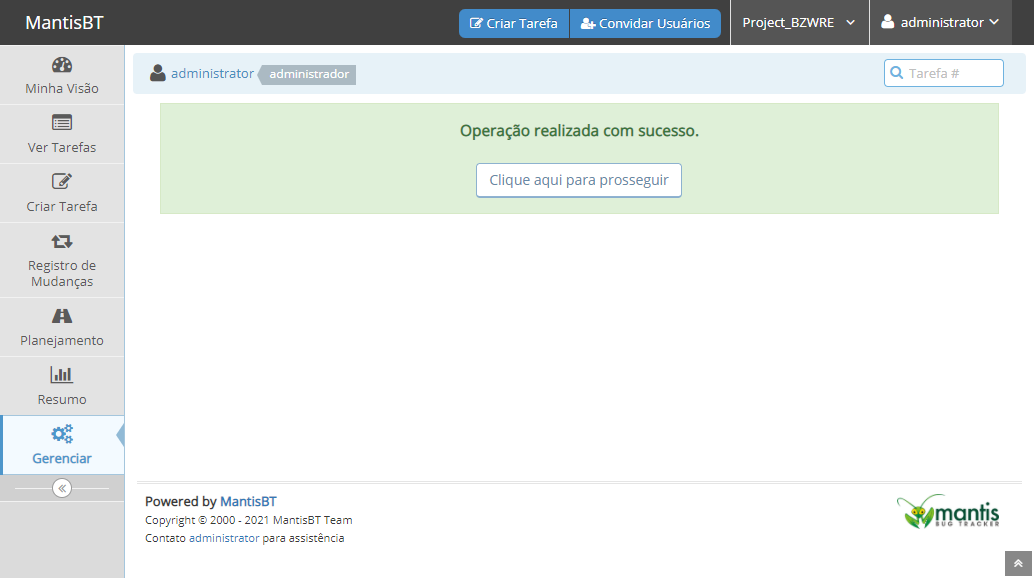 MantisBT
Criar Tarefa
Convidar Usuários
Project_BZWRE
administrator
Minha Visão
Ver Tarefas
Criar Tarefa
Registro de
Mudanças
Planejamento
Resumo
Gerenciar
administrator
administrador
Tarefa #
Operação realizada com sucesso.
Clique aqui para prosseguir
Powered by MantisBT
Copyright © 2000 - 2021 MantisBT Team
Contato administrator para assistência
mantis
BUG TRACKER